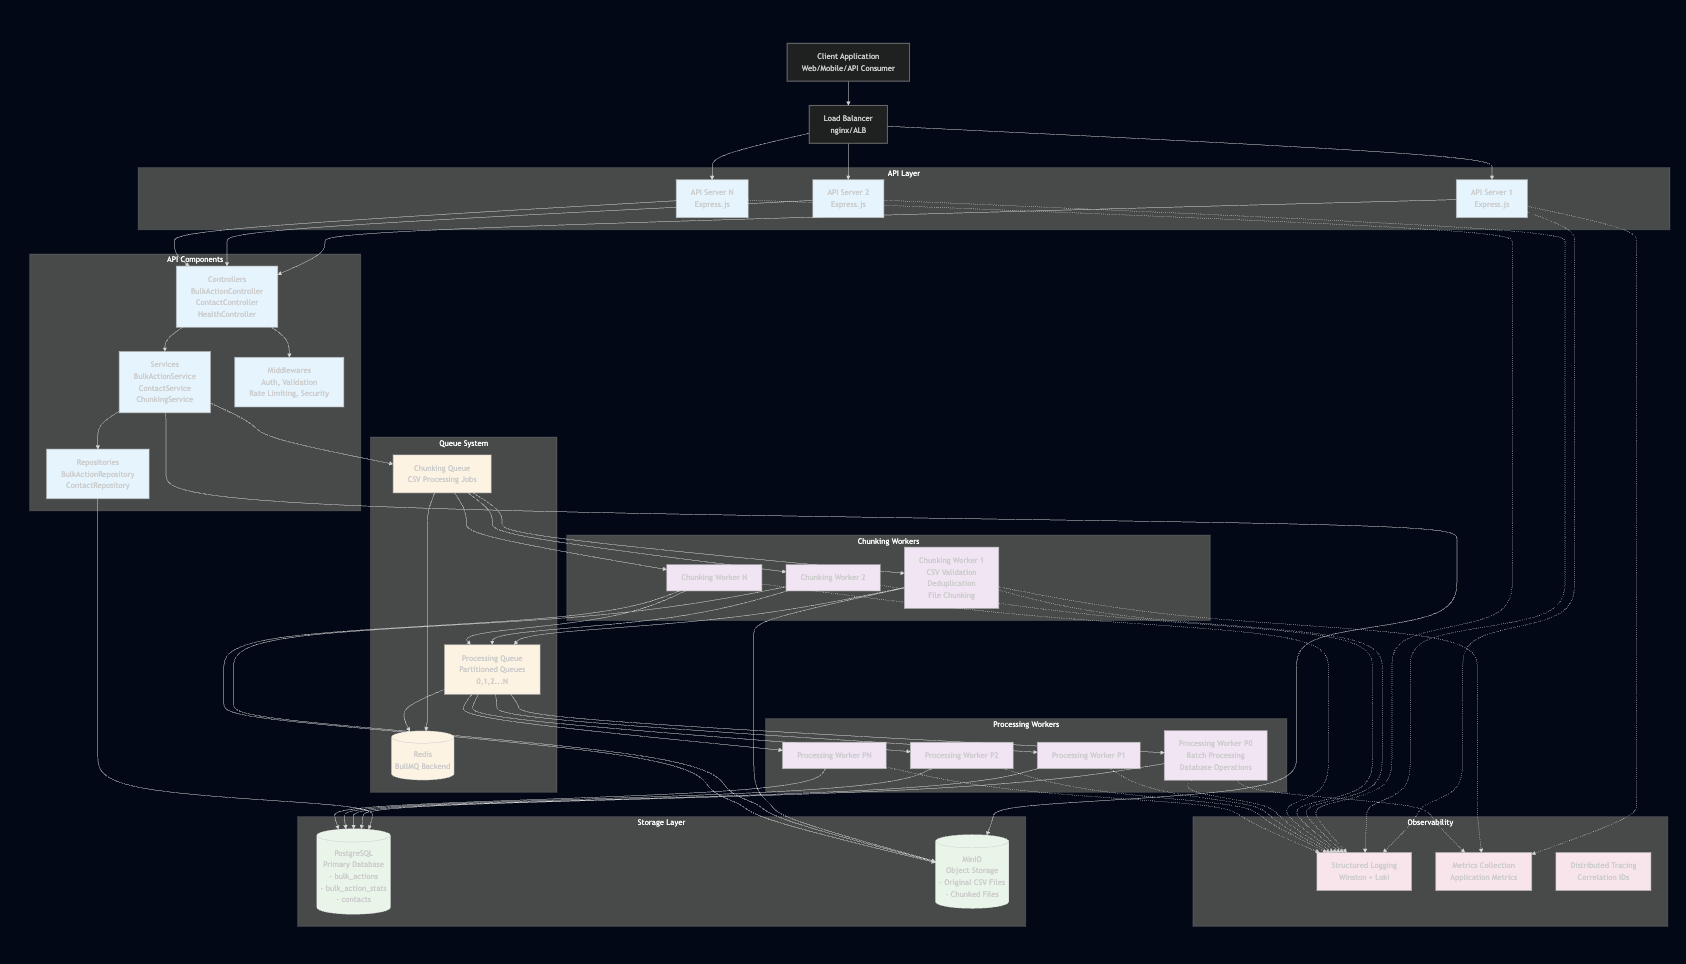 Client Application
Web/Mobile/API Consumer
Load Balancer
nginx/ALB
API Layer
API Server N
Express.js
API Server 2
Express.js
API Server 1
Express.js
API Components
Controllers
BulkActionController
ContactController
HealthController
Services
BulkActionService
ContactService
ChunkingService
Middlewares
Auth, Validation
Rate Limiting, Security
Repositories
BulkActionRepository
ContactRepository
Queue System
Chunking Queue
CSV Processing Jobs
Chunking Workers
Chunking Worker N
Chunking Worker 2
Chunking Worker 1
CSV Validation
Deduplication
File Chunking
Processing Queue
Partitioned Queues
0,1,2...N
Redis
BullMQ Backend
Processing Workers
Processing Worker PN
Processing Worker P2
Processing Worker P1
Processing Worker P0
Batch Processing
Database Operations
Storage Layer
PostgreSQL
Primary Database
- bulk_actions
- bulk_action_stats
- contacts
MinIO
Object Storage
- Original CSV Files
- Chunked Files
Observability
Structured Logging
Winston + Loki
Metrics Collection
Application Metrics
Distributed Tracing
Correlation IDs